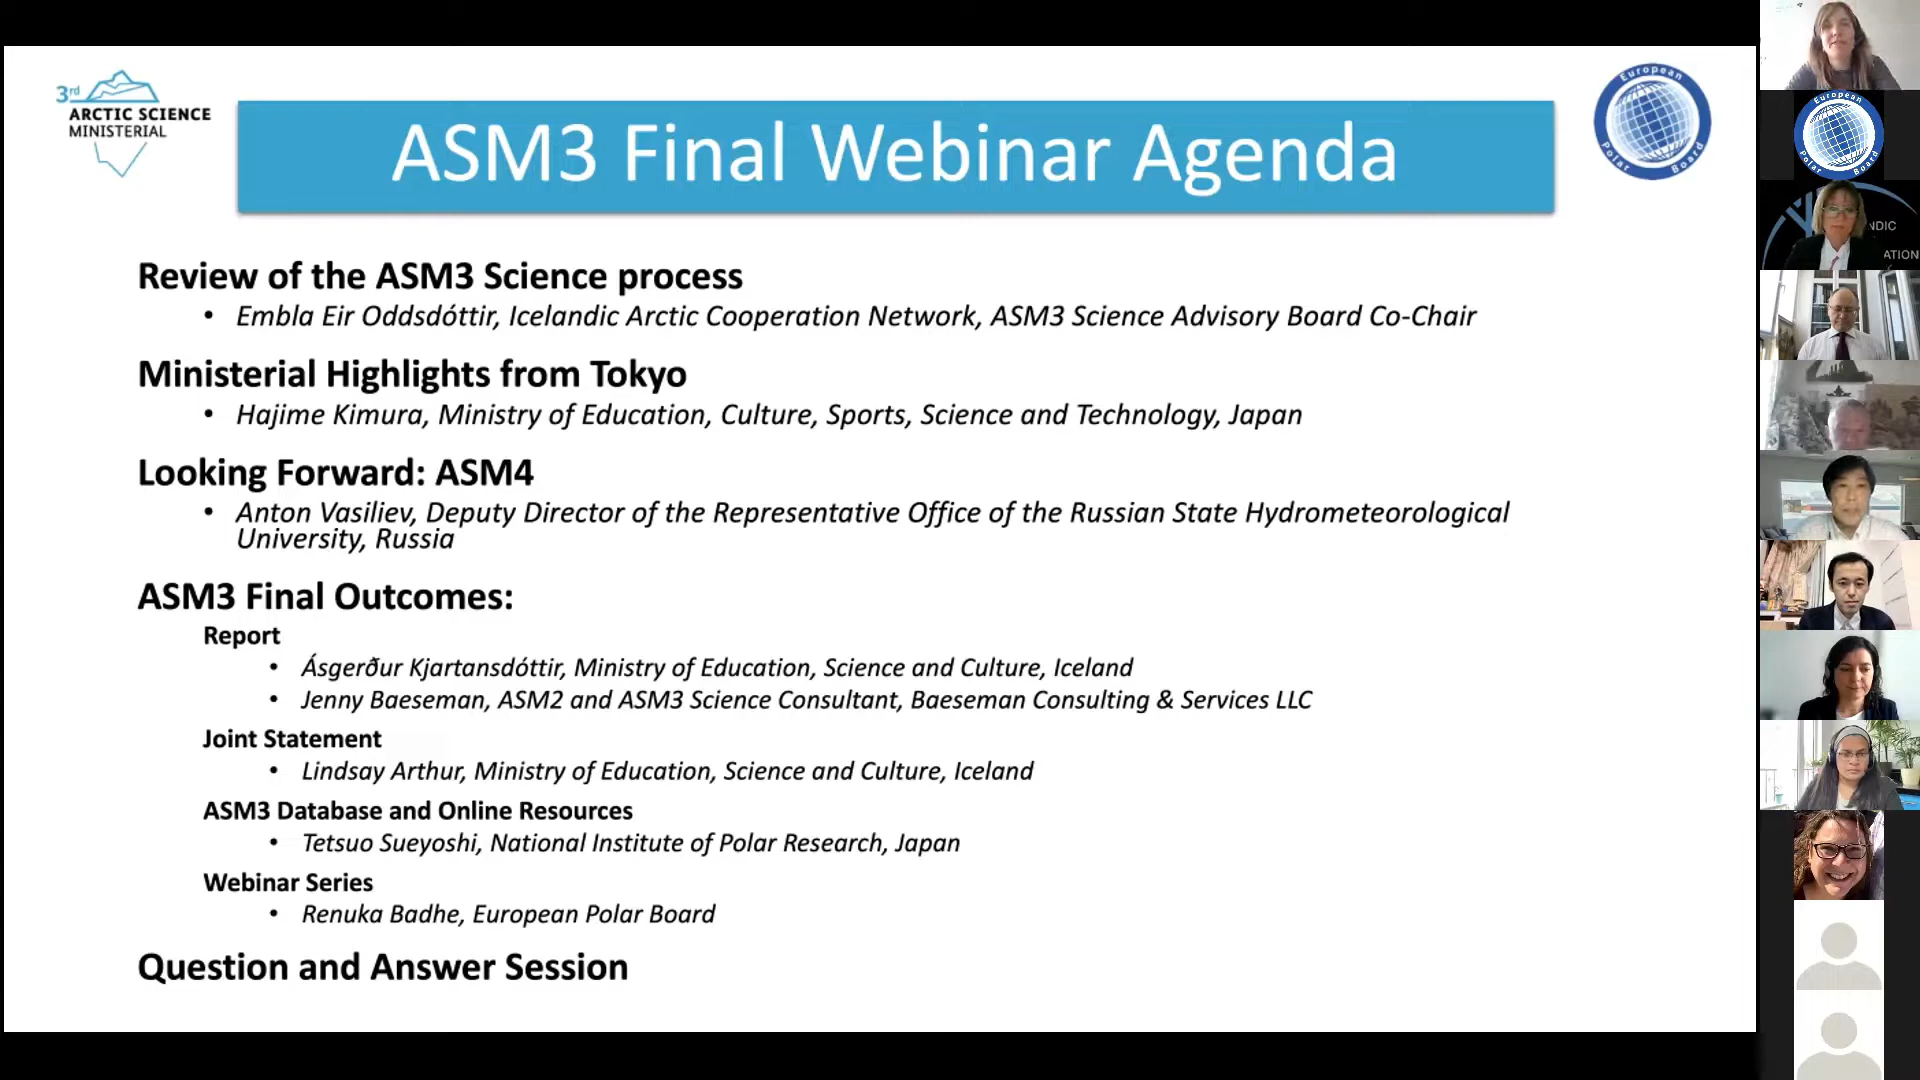 3rd
ARCTIC SCIENCE
MINISTERIAL
ASM3 Final Webinar Agenda
European
Polar Board
Review of the ASM3 Science process
• Embla Eir Oddsdóttir, Icelandic Arctic Cooperation Network, ASM3 Science Advisory Board Co-Chair
Ministerial Highlights from Tokyo
• Hajime Kimura, Ministry of Education, Culture, Sports, Science and Technology, Japan
Looking Forward: ASM4
• Anton Vasiliev, Deputy Director of the Representative Office of the Russian State Hydrometeorological
University, Russia
ASM3 Final Outcomes:
Report
• Ásgerður Kjartansdóttir, Ministry of Education, Science and Culture, Iceland
• Jenny Baeseman, ASM2 and ASM3 Science Consultant, Baeseman Consulting & Services LLC
Joint Statement
• Lindsay Arthur, Ministry of Education, Science and Culture, Iceland
ASM3 Database and Online Resources
• Tetsuo Sueyoshi, National Institute of Polar Research, Japan
Webinar Series
• Renuka Badhe, European Polar Board
Question and Answer Session
European
Polar Board
NDIC
ATION